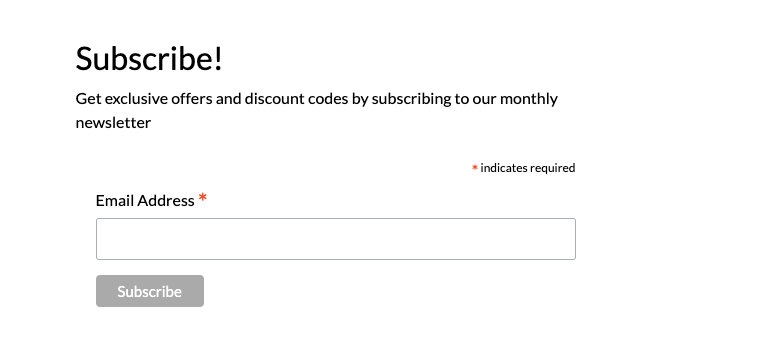 Subscribe!
Get exclusive offers and discount codes by subscribing to our monthly
newsletter
* indicates required
Email Address *
Subscribe